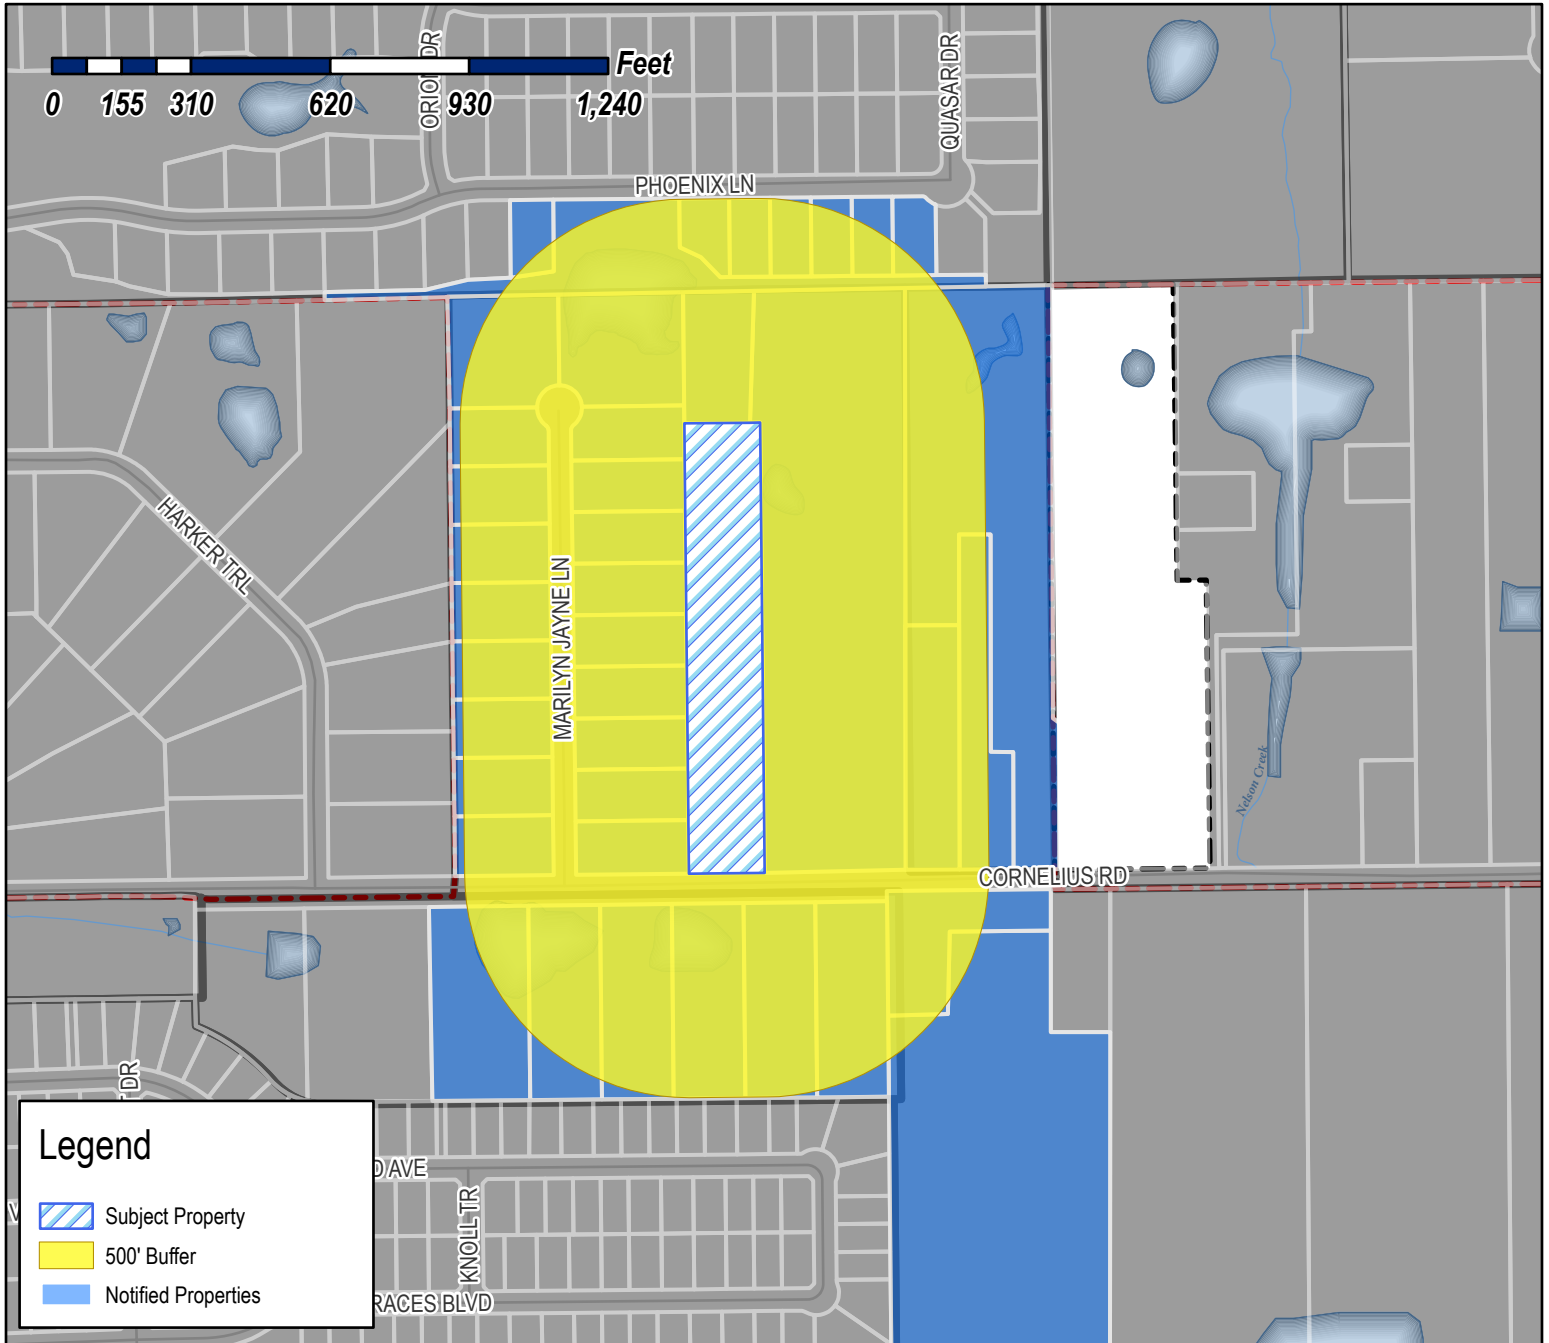 Feet
0 155 310 620 930 1,240
ORION DR
QUASAR DR
PHOENIX LN
HARKER TRL
MARILYN JAYNE LN
Nelson Creek
CORNELIUS RD
DR
Legend
Subject Property
500' Buffer
Notified Properties
D AVE
KNOLL TR
RACES BLVD